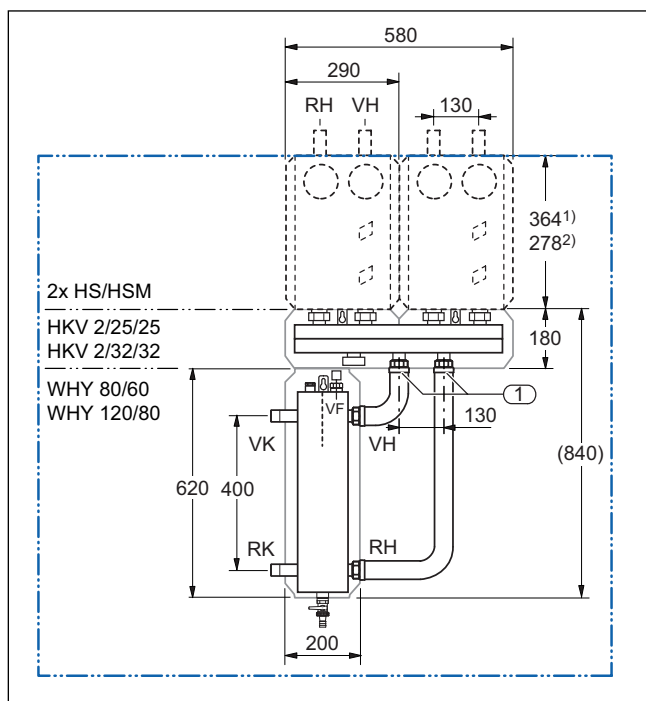 580
290
RH VH
130
364¹⁾
278²⁾
2x HS/HSM
HKV 2/25/25
HKV 2/32/32
180
WHY 80/60
WHY 120/80
VF
1
VK
VH
130
(840)
620
400
RK
RH
200